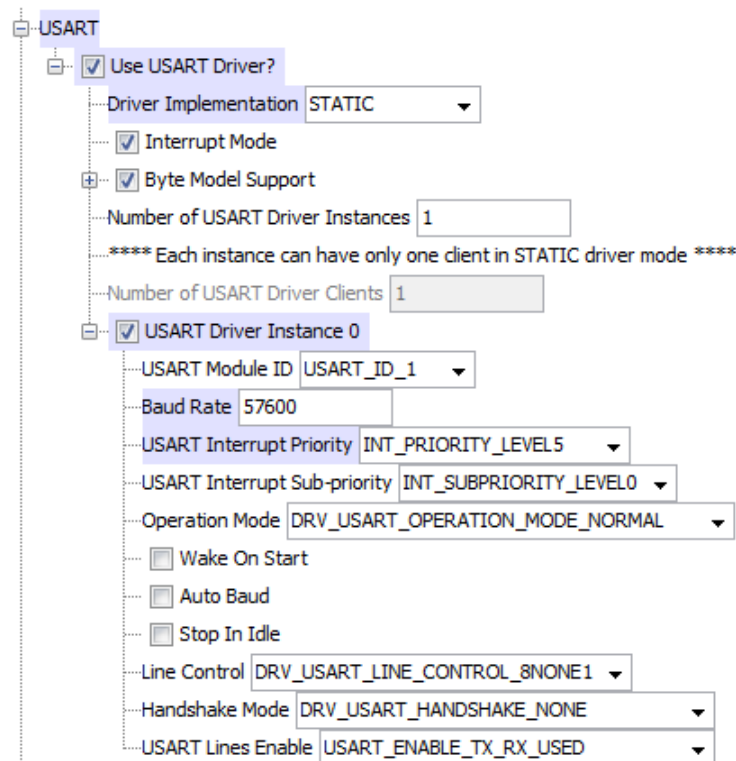 USART
Use USART Driver?
Driver Implementation STATIC
Interrupt Mode
Byte Model Support
Number of USART Driver Instances 1
**** Each instance can have only one client in STATIC driver mode ****
Number of USART Driver Clients 1
USART Driver Instance 0
USART Module ID USART_ID_1
Baud Rate 57600
USART Interrupt Priority INT_PRIORITY_LEVEL5
USART Interrupt Sub-priority INT_SUBPRIORITY_LEVEL0
Operation Mode DRV_USART_OPERATION_MODE_NORMAL
Wake On Start
Auto Baud
Stop In Idle
Line Control DRV_USART_LINE_CONTROL_8NONE1
Handshake Mode DRV_USART_HANDSHAKE_NONE
USART Lines Enable USART_ENABLE_TX_RX_USED